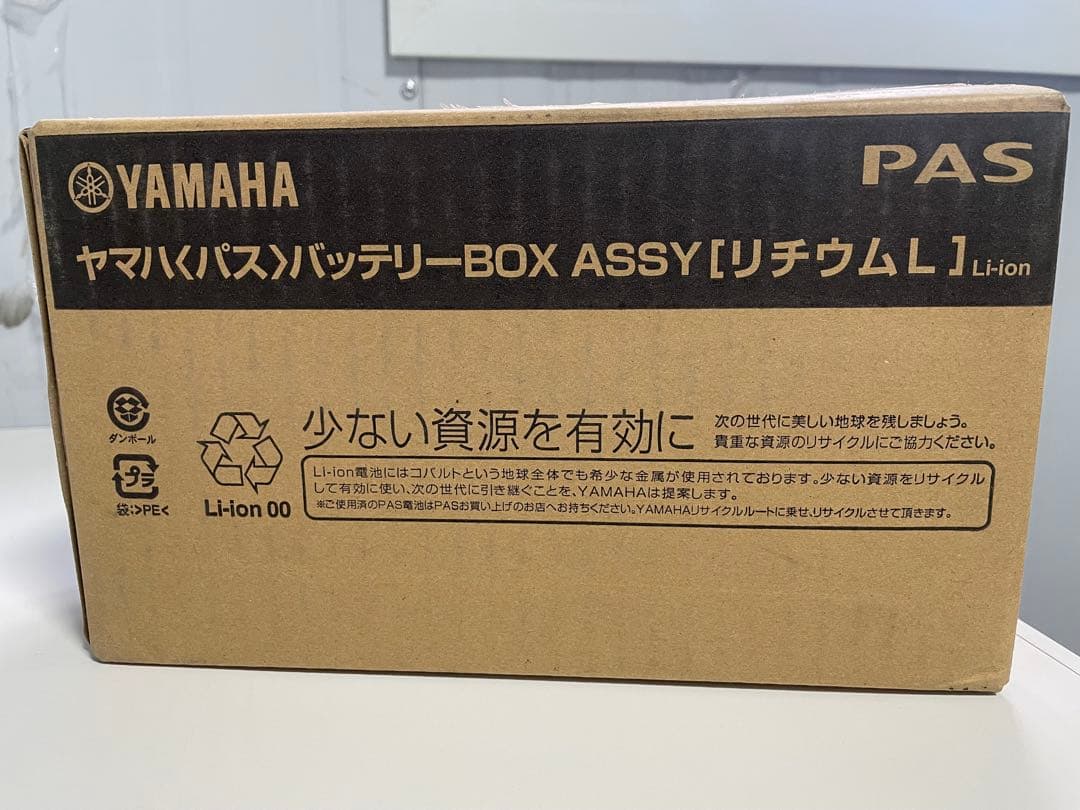 YAMAHA
PAS
ヤマハ〈パス〉バッテリーBOX ASSY[リチウムL] Li-ion
ダンボール
プラ
袋:>PE<
Li-ion 00
少ない資源を有効に
次の世代に美しい地球を残しましょう。
貴重な資源のリサイクルにご協力ください。
Li-ion電池にはコバルトという地球全体でも希少な金属が使用されております。少ない資源をリサイクル
して有効に使い、次の世代に引き継ぐことを、YAMAHAは提案します。
※ご使用済のPAS電池はPASお買い上げのお店へお持ちください。YAMAHAリサイクルルートに乗せ、リサイクルさせて頂きます。